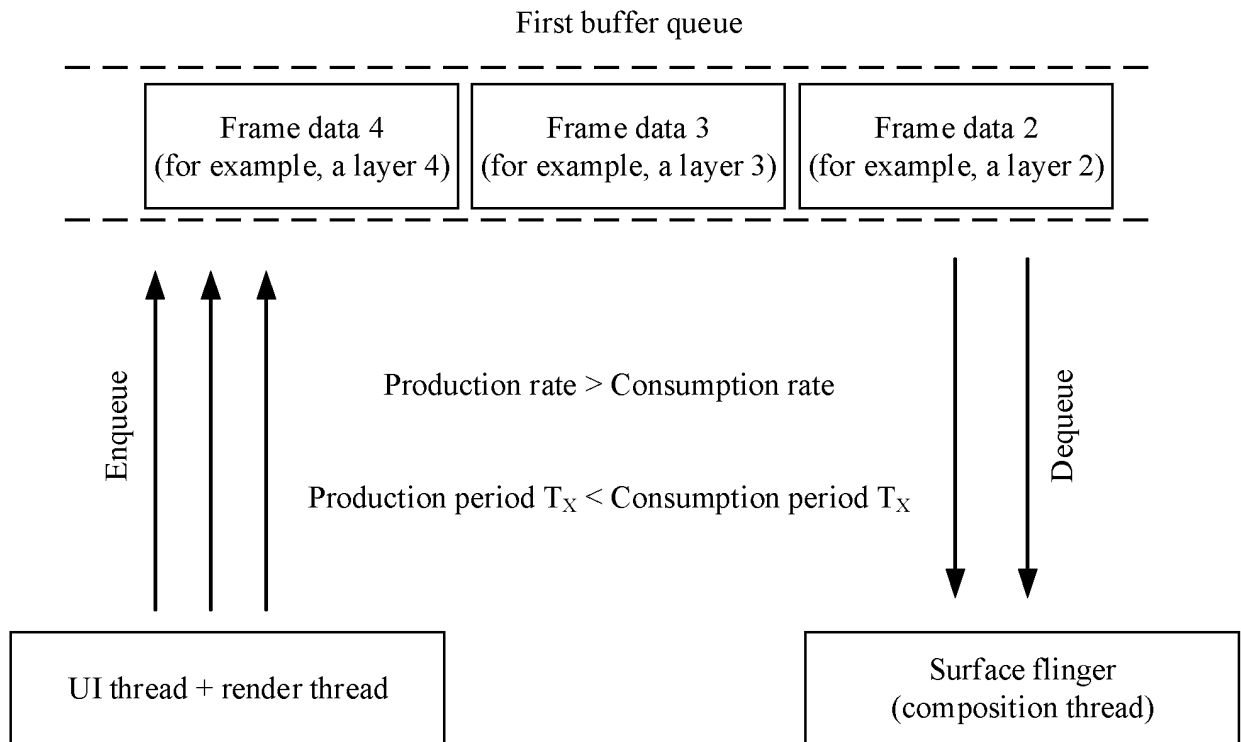 First buffer queue
Frame data 4
(for example, a layer 4)
Frame data 3
(for example, a layer 3)
Frame data 2
(for example, a layer 2)
Enqueue
Production rate > Consumption rate
Production period Tₓ < Consumption period Tₓ
Dequeue
UI thread + render thread
Surface flinger
(composition thread)